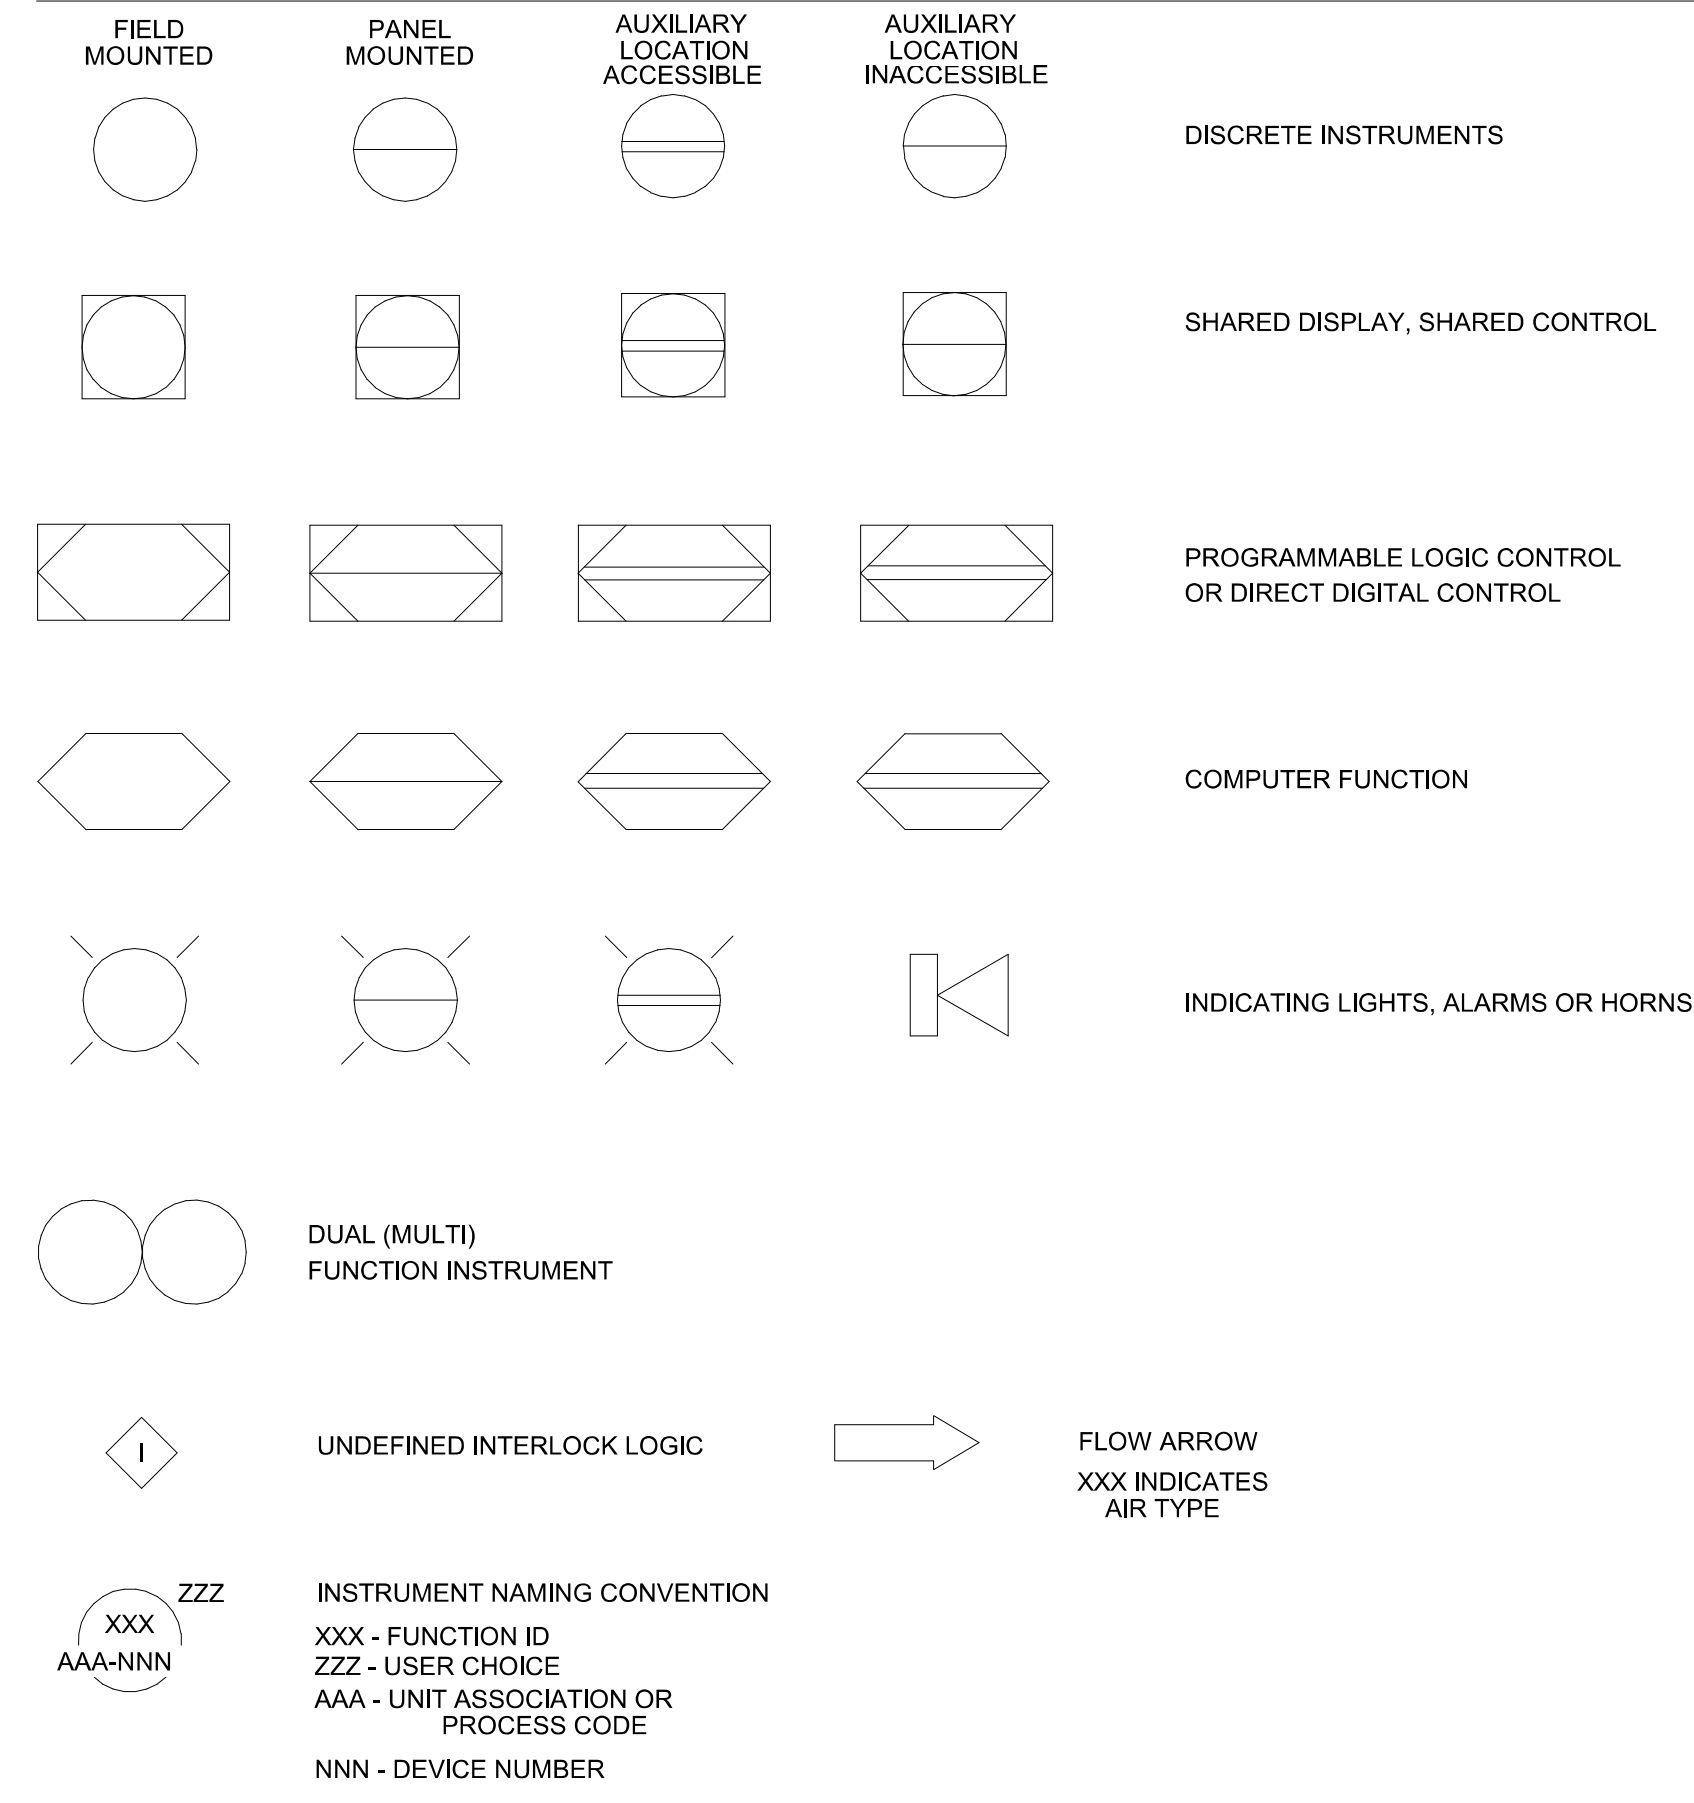 FIELD
MOUNTED
PANEL
MOUNTED
AUXILIARY
LOCATION
ACCESSIBLE
AUXILIARY
LOCATION
INACCESSIBLE
DISCRETE INSTRUMENTS
SHARED DISPLAY, SHARED CONTROL
PROGRAMMABLE LOGIC CONTROL
OR DIRECT DIGITAL CONTROL
COMPUTER FUNCTION
INDICATING LIGHTS, ALARMS OR HORNS
DUAL (MULTI)
FUNCTION INSTRUMENT
I
UNDEFINED INTERLOCK LOGIC
FLOW ARROW
XXX INDICATES
AIR TYPE
ZZZ
XXX
AAA-NNN
INSTRUMENT NAMING CONVENTION
XXX - FUNCTION ID
ZZZ - USER CHOICE
AAA - UNIT ASSOCIATION OR
PROCESS CODE
NNN - DEVICE NUMBER